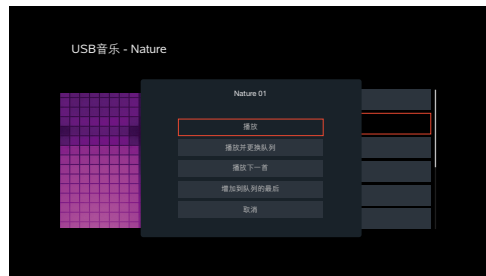 USB音乐 - Nature
Nature 01
播放
播放并更换队列
播放下一首
增加到队列的最后
取消